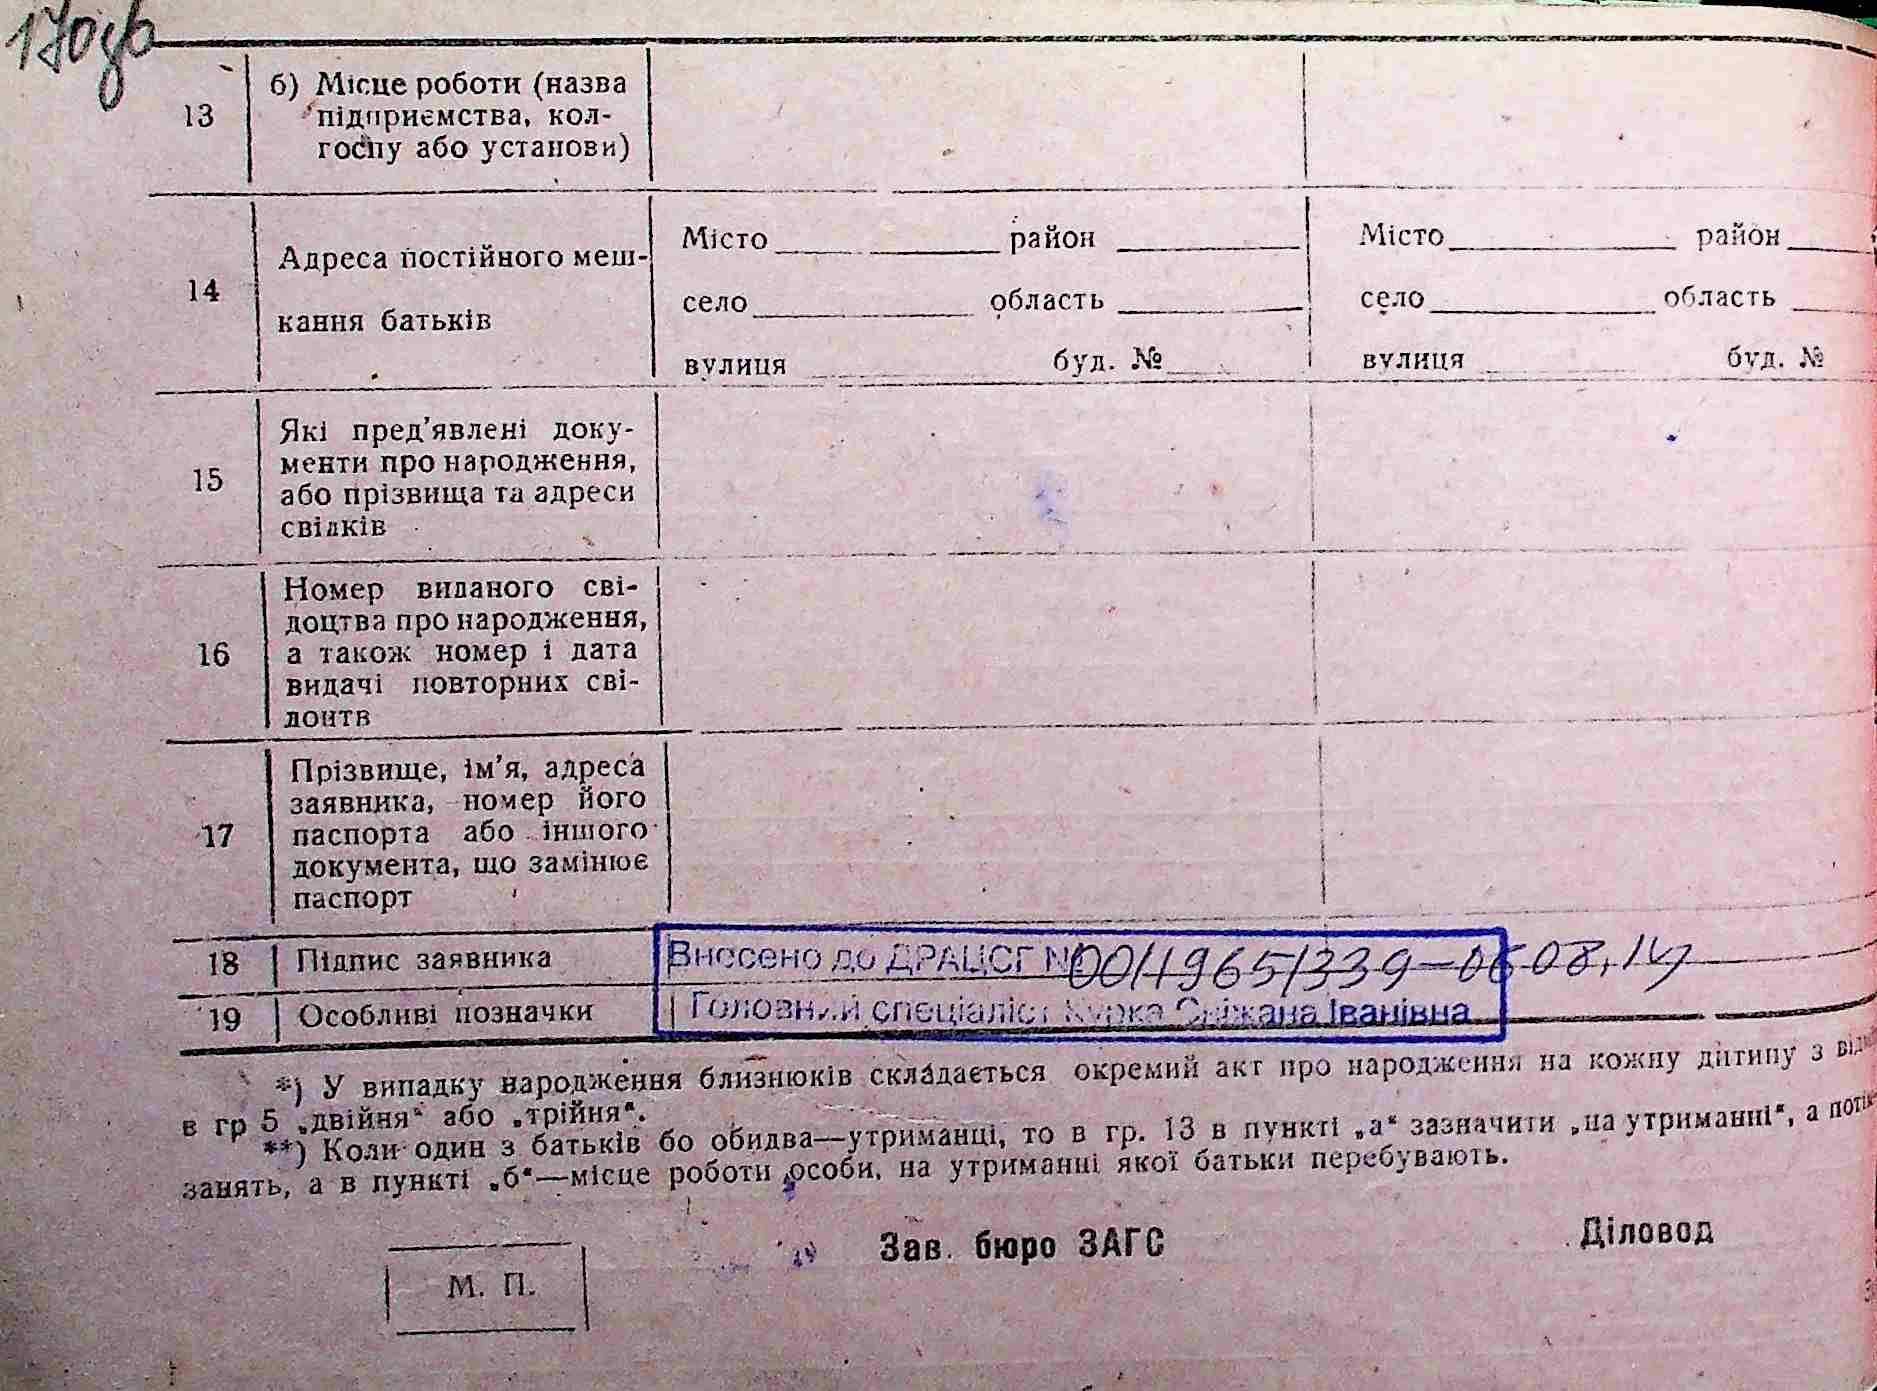 170зв
13
б) Місце роботи (назва
підприємства, кол-
госпу або установи)
14
Адреса постійного меш-
кання батьків
Місто район
село область
вулиця буд. №
Місто район
село область
вулиця буд. №
15
Які пред'явлені доку-
менти про народження,
або прізвища та адреси
свідків
16
Номер виданого сві-
доцтва про народження,
а також номер і дата
видачі повторних сві-
доцтв
17
Прізвище, ім'я, адреса
заявника, номер його
паспорта або іншого
документа, що замінює
паспорт
18 Підпис заявника
Внесено до ДРАЦСГ № 00119651339-06.08.14
19 Особливі позначки
Головний спеціаліст Курка Сніжана Іванівна
*) У випадку народження близнюків складається окремий акт про народження на кожну дитину з
в гр 5 „двійня“ або „трійня“.
**) Коли один з батьків бо обидва—утриманці, то в гр. 13 в пункті „а“ зазначити „на утриманні“, а
занять, а в пункті „б“—місце роботи особи, на утриманні якої батьки перебувають.
Зав. бюро ЗАГС
Діловод
М. П.